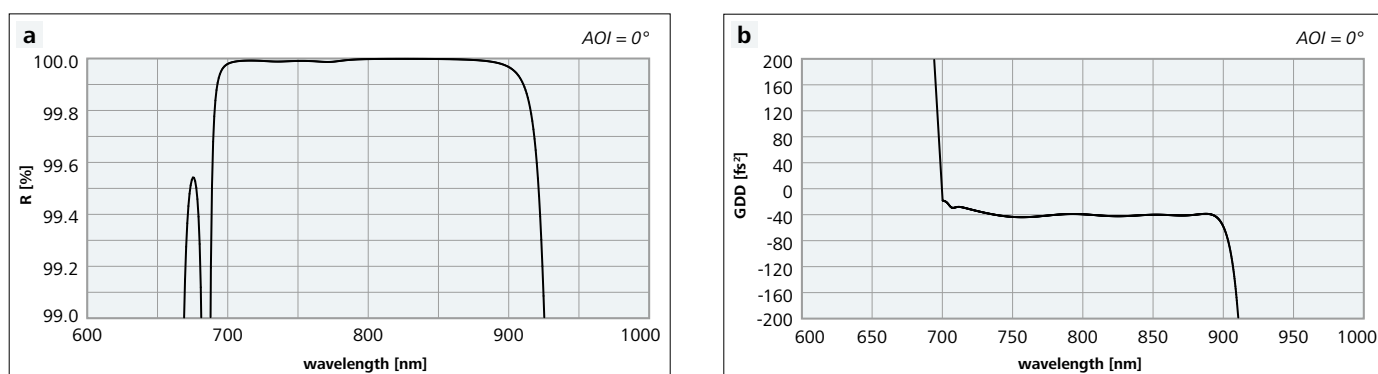 a
AOI = 0°
100.0
99.8
99.6
99.4
99.2
99.0
R [%]
600 700 800 900 1000
wavelength [nm]
b
AOI = 0°
200
160
120
80
40
0
-40
-80
-120
-160
-200
GDD [fs²]
600 650 700 750 800 850 900 950 1000
wavelength [nm]